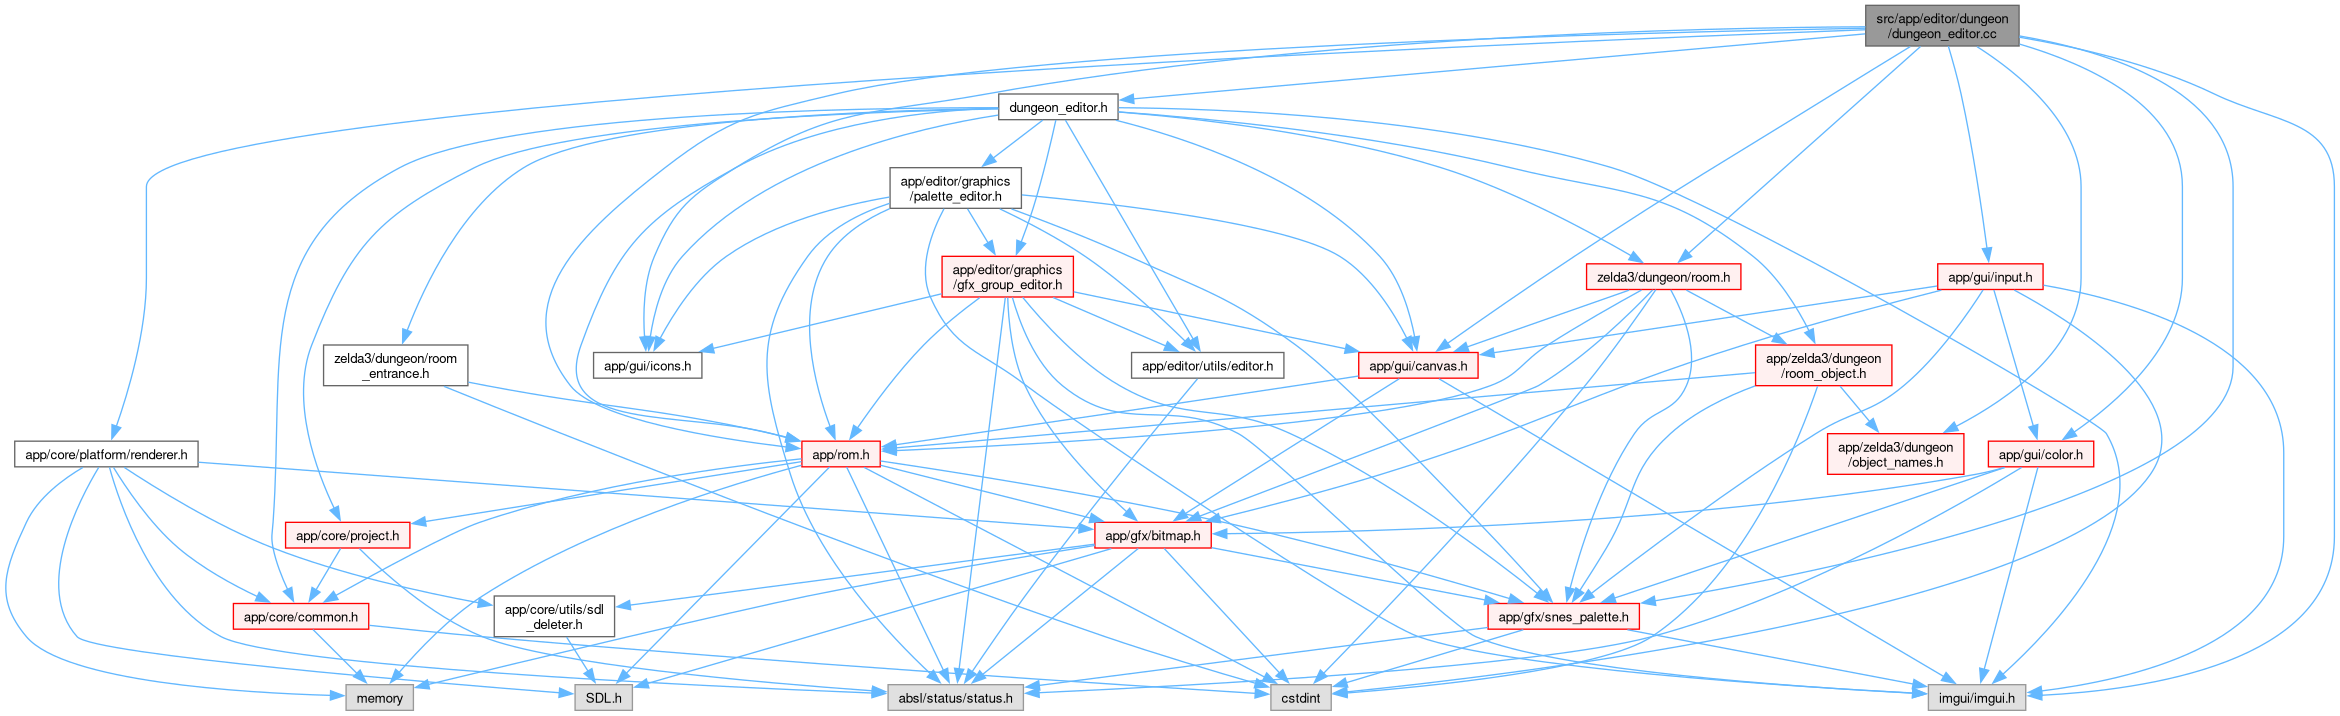 src/app/editor/dungeon
/dungeon_editor.cc
dungeon_editor.h
app/editor/graphics
/palette_editor.h
app/editor/graphics
/gfx_group_editor.h
zelda3/dungeon/room.h
app/gui/input.h
zelda3/dungeon/room
_entrance.h
app/gui/icons.h
app/editor/utils/editor.h
app/gui/canvas.h
app/zelda3/dungeon
/room_object.h
app/core/platform/renderer.h
app/rom.h
app/zelda3/dungeon
/object_names.h
app/gui/color.h
app/core/project.h
app/gfx/bitmap.h
app/core/common.h
app/core/utils/sdl
_deleter.h
app/gfx/snes_palette.h
memory
SDL.h
absl/status/status.h
cstdint
imgui/imgui.h